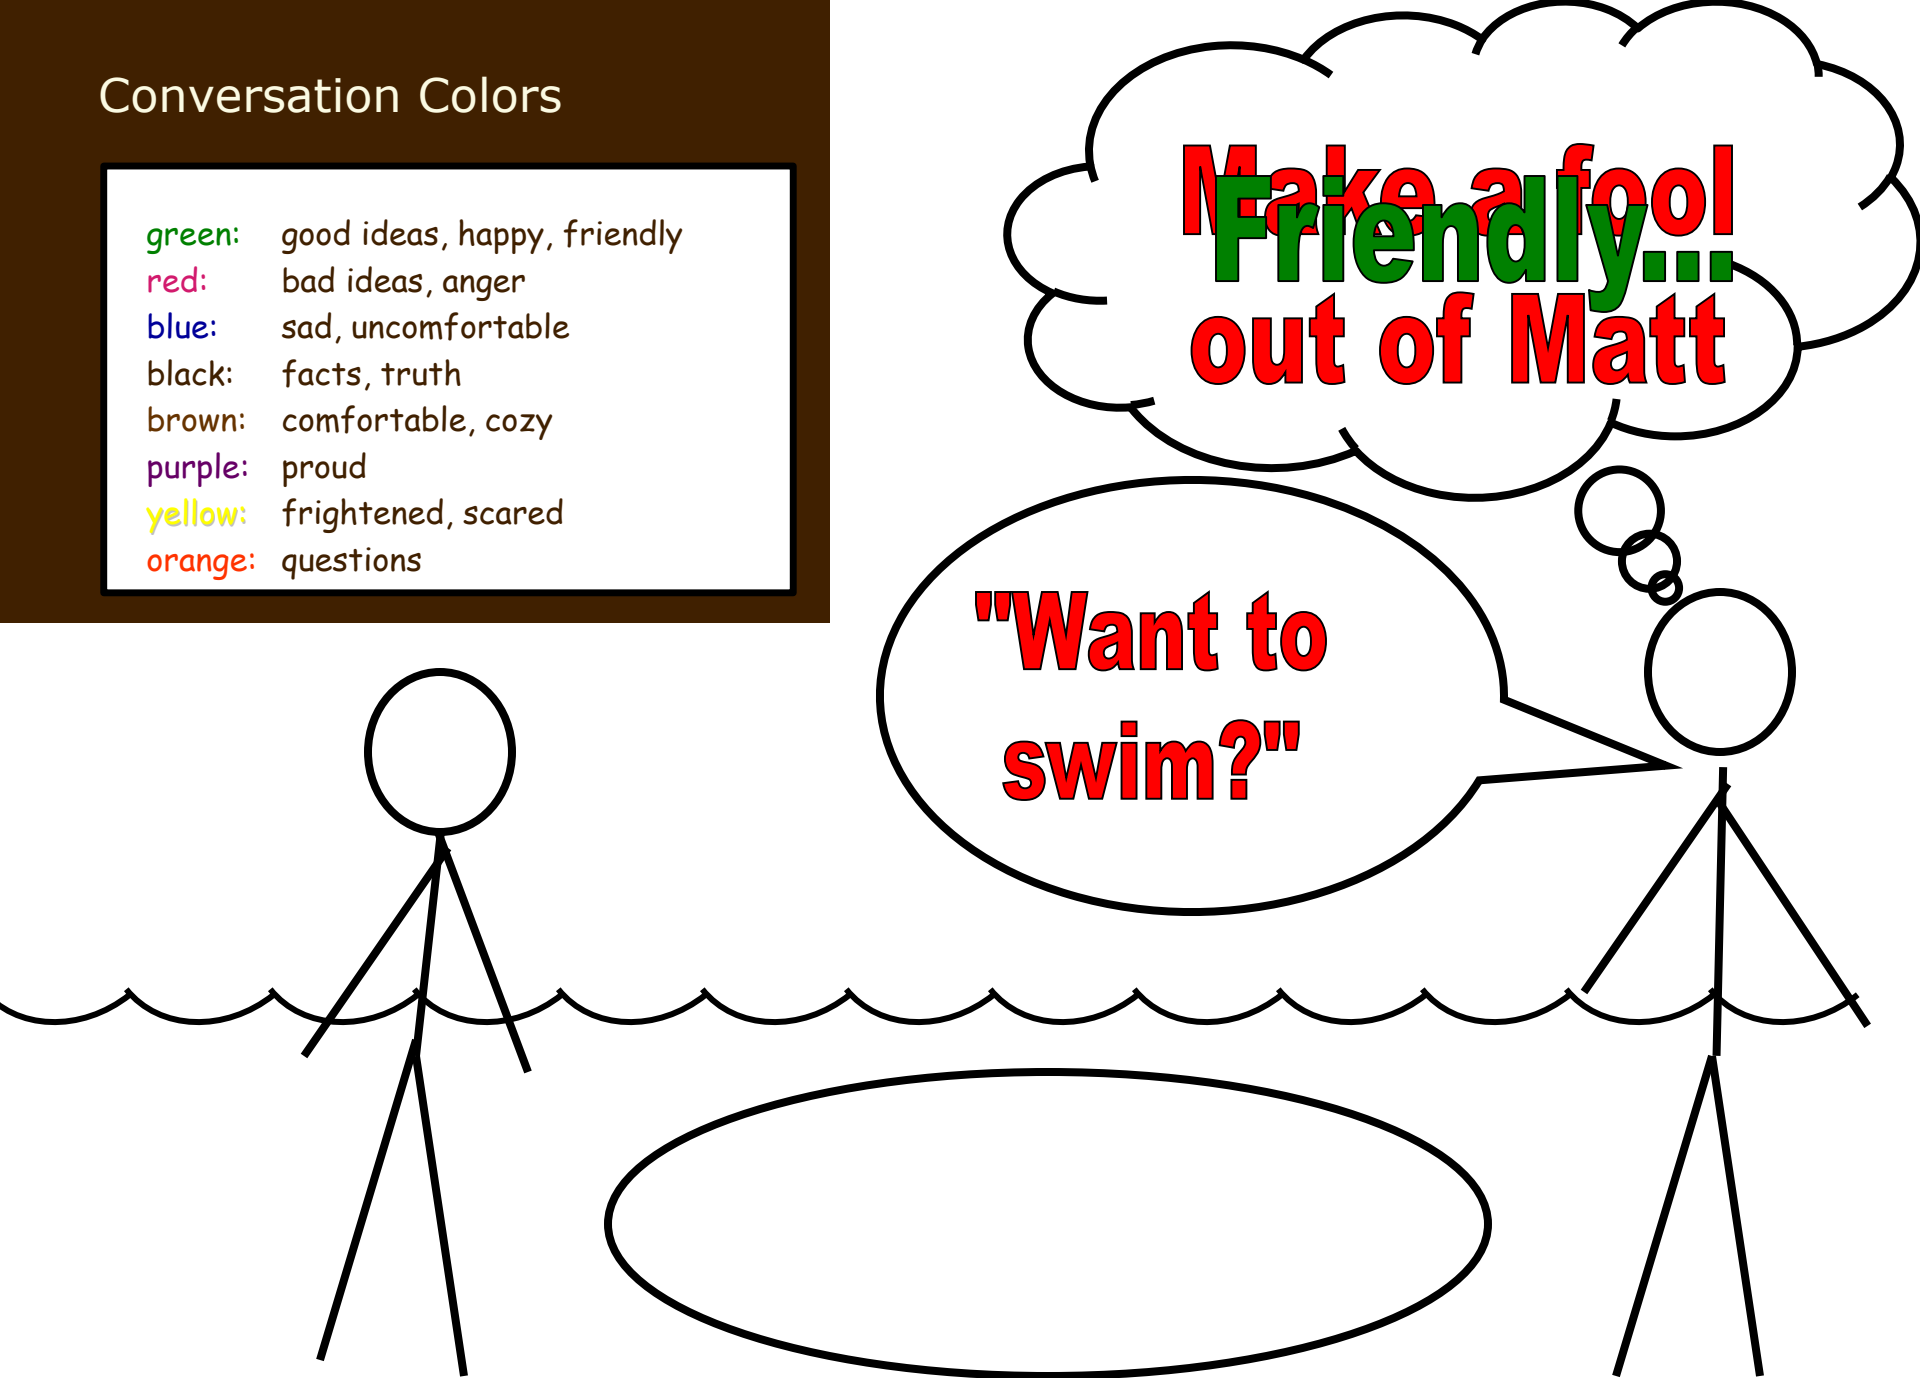 Conversation Colors
green: good ideas, happy, friendly
red: bad ideas, anger
blue: sad, uncomfortable
black: facts, truth
brown: comfortable, cozy
purple: proud
yellow: frightened, scared
orange: questions
Make a fool
Friendly...
out of Matt
"Want to
swim?"